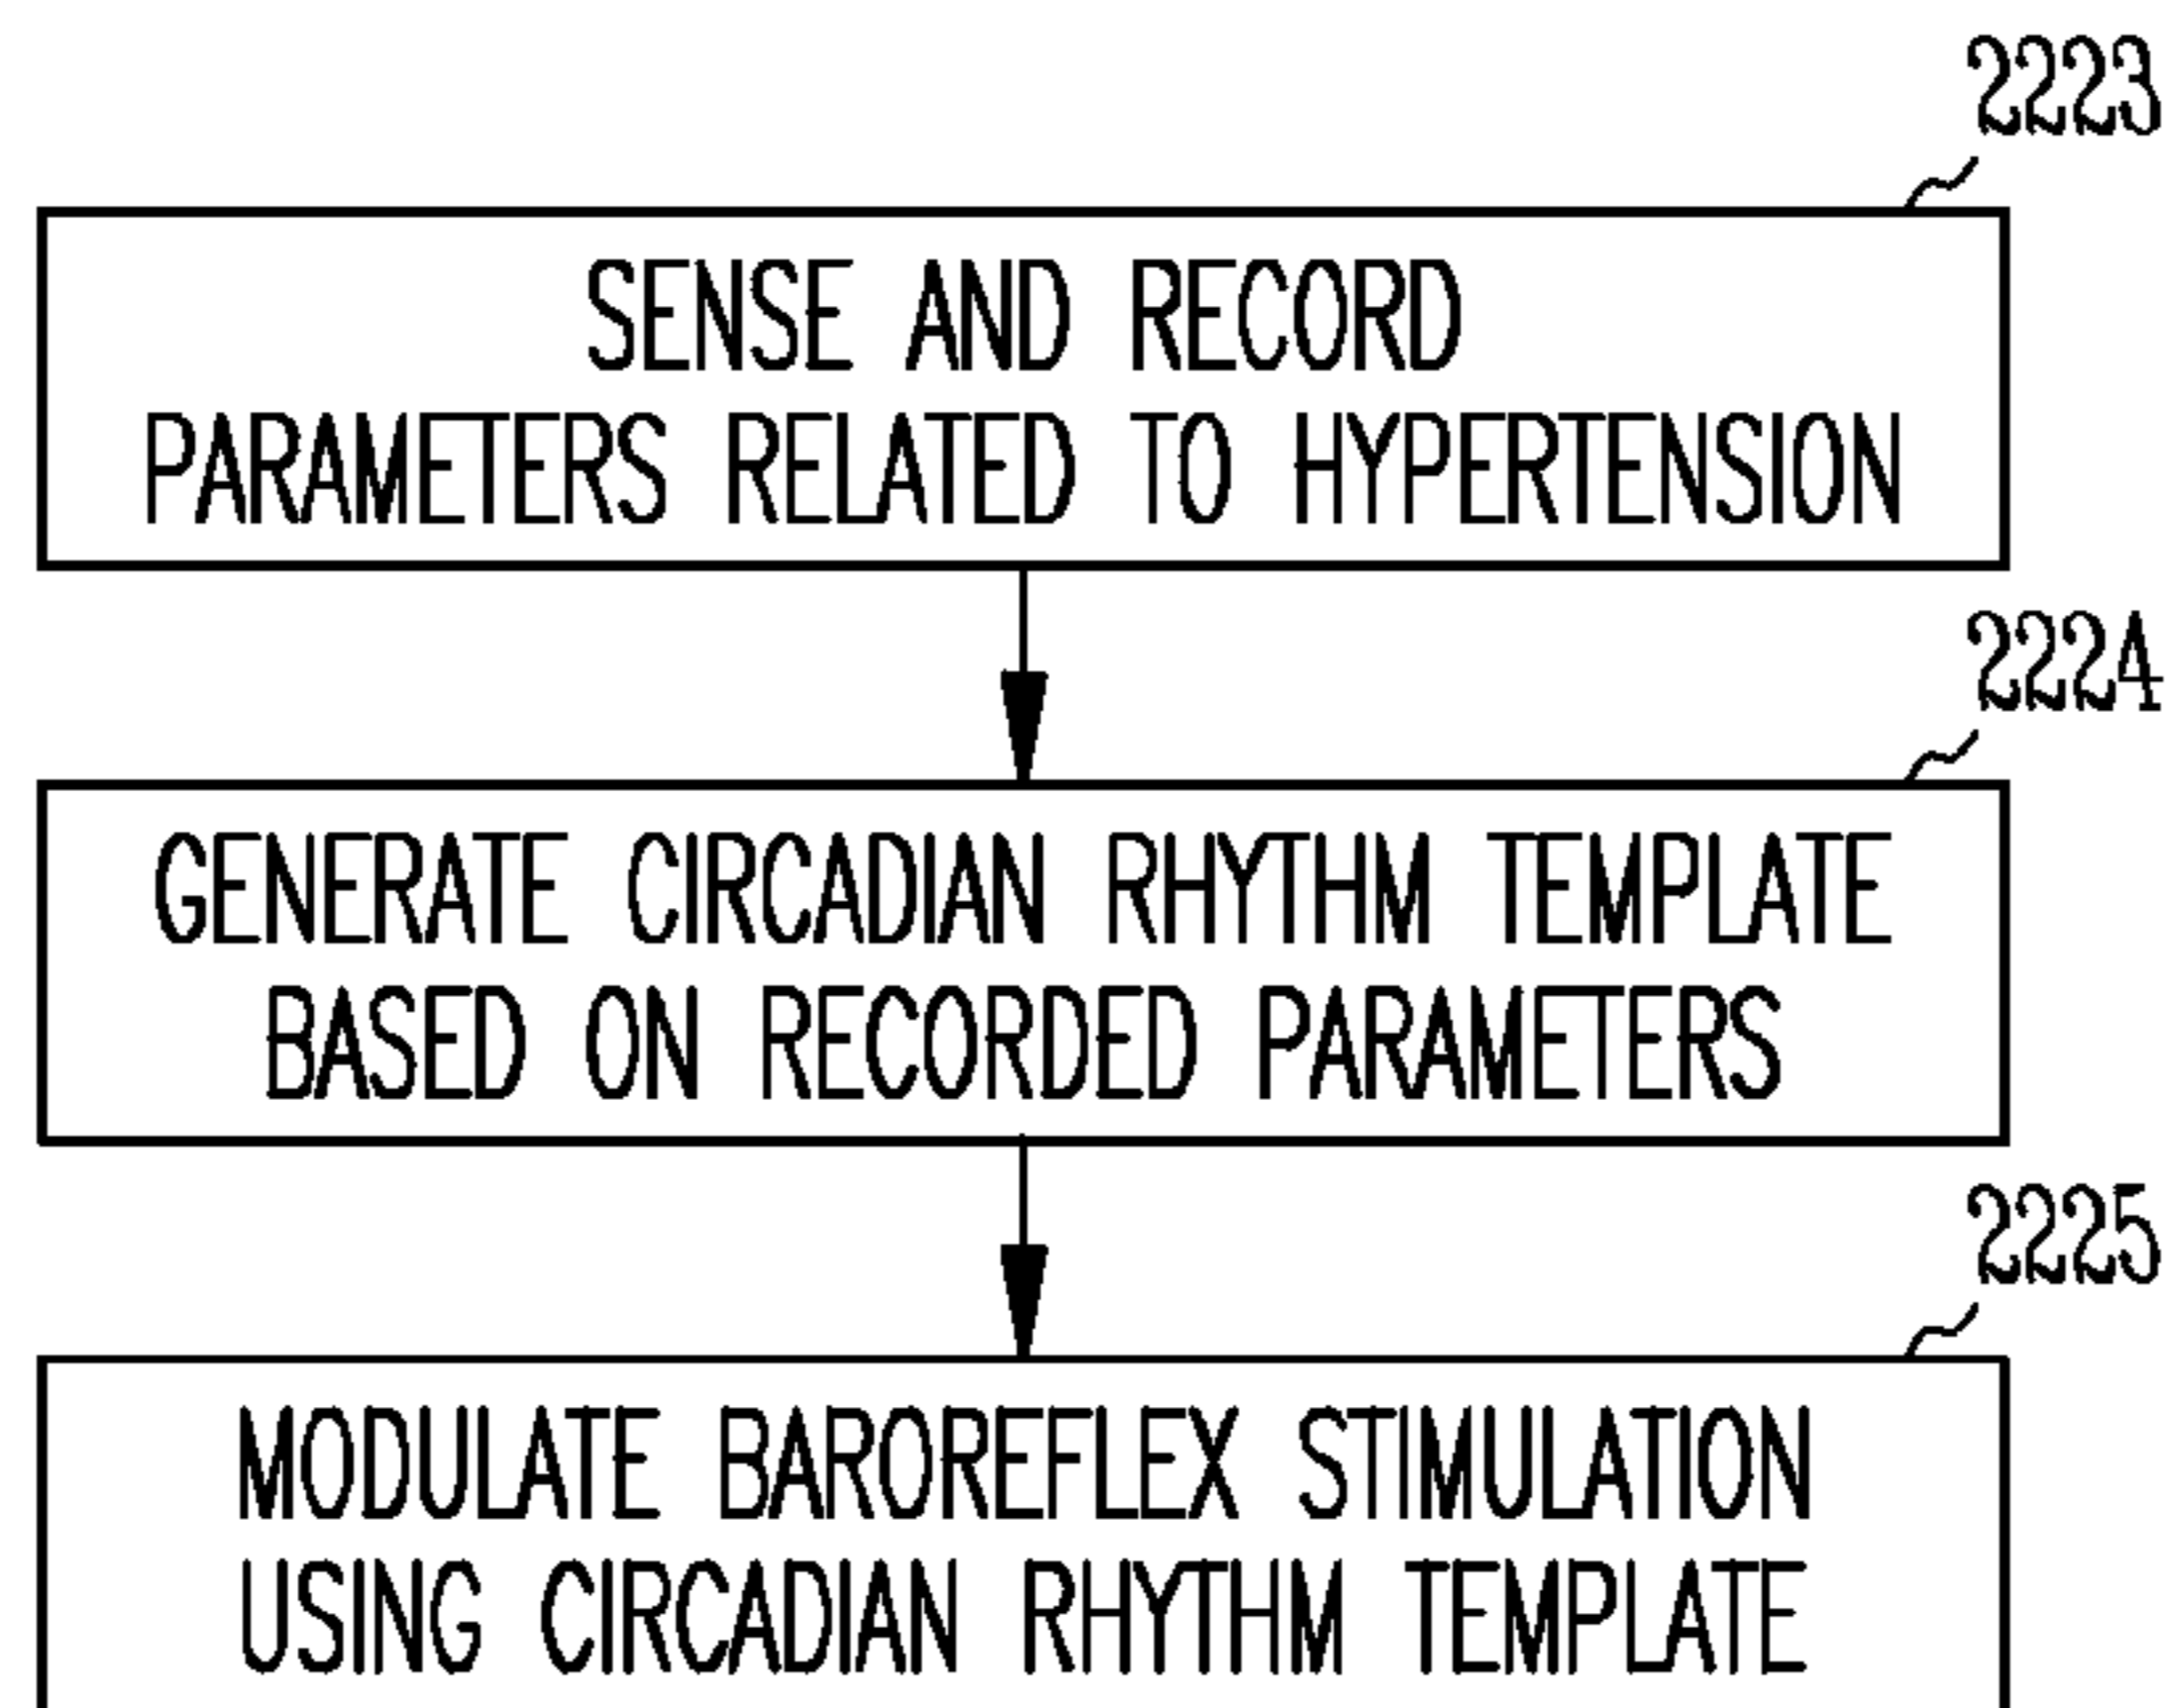 2223
SENSE AND RECORD
PARAMETERS RELATED TO HYPERTENSION
2224
GENERATE CIRCADIAN RHYTHM TEMPLATE
BASED ON RECORDED PARAMETERS
2225
MODULATE BAROREFLEX STIMULATION
USING CIRCADIAN RHYTHM TEMPLATE